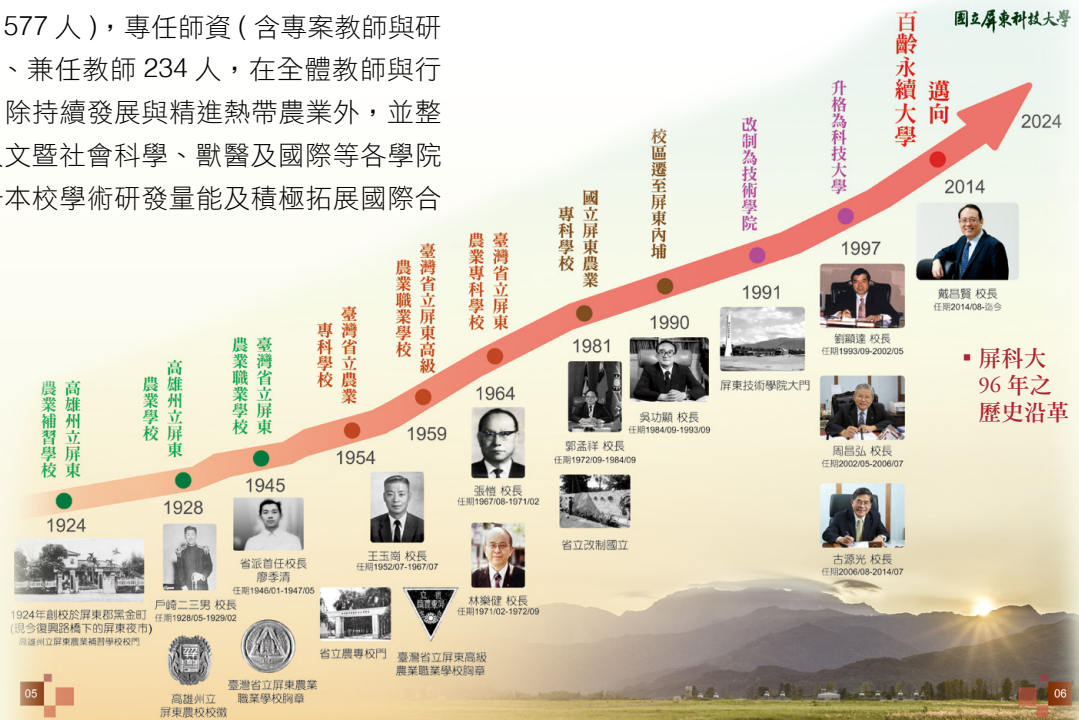 577 人 )，專任師資 ( 含專案教師與研
、兼任教師 234 人，在全體教師與行
除持續發展與精進熱帶農業外，並整
人文暨社會科學、獸醫及國際等各學院
升本校學術研發量能及積極拓展國際合
國立屏東科技大學
高雄州立屏東
農業補習學校
1924
1924年創校於屏東郡黑金町
(現今復興路橋下的屏東夜市)
高雄州立屏東農業補習學校校門
高雄州立屏東
農業學校
1928
戶崎二三男 校長
任期1928/05-1929/02
高雄州立
屏東農校校徽
臺灣省立屏東
農業職業學校
1945
省派首任校長
廖季清
任期1946/01-1947/05
臺灣省立屏東農業
職業學校胸章
臺灣省立農業
專科學校
1954
王玉崗 校長
任期1952/07-1967/07
省立農專校門
臺灣省立屏東高級
農業職業學校
1959
臺灣省立屏東高級
農業職業學校胸章
臺灣省立屏東
農業專科學校
1964
張愷 校長
任期1967/08-1971/02
林樂健 校長
任期1971/02-1972/09
國立屏東農業
專科學校
1981
郭孟祥 校長
任期1972/09-1984/09
省立改制國立
校區遷至屏東內埔
1990
吳功顯 校長
任期1984/09-1993/09
改制為技術學院
1991
屏東技術學院大門
升格為科技大學
1997
劉顯達 校長
任期1993/09-2002/05
周昌弘 校長
任期2002/05-2006/07
古源光 校長
任期2006/08-2014/07
邁向
百齡永續大學
2014
戴昌賢 校長
任期2014/08-迄今
2024
▪ 屏科大
96 年之
歷史沿革
05
06